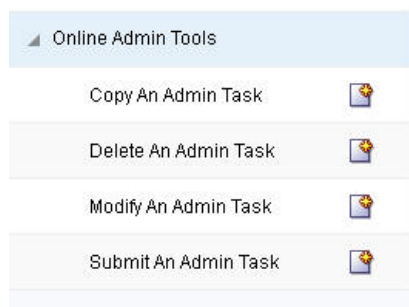 Online Admin Tools
Copy An Admin Task
Delete An Admin Task
Modify An Admin Task
Submit An Admin Task